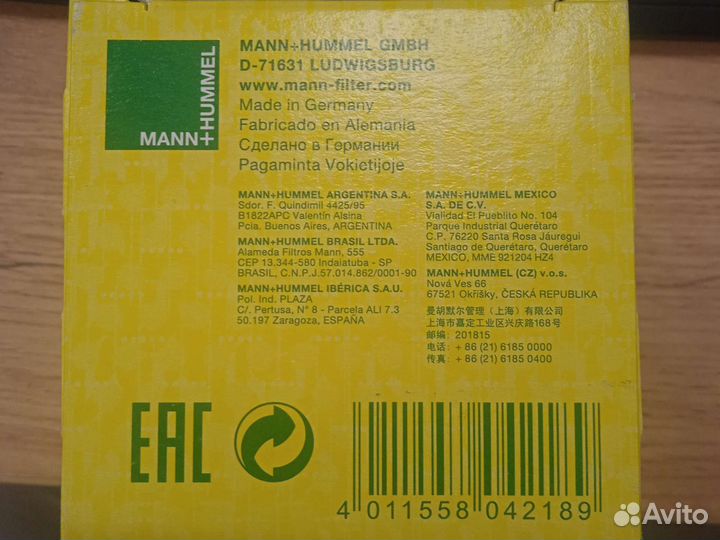 MANN+HUMMEL
MANN+HUMMEL GMBH
D-71631 LUDWIGSBURG
www.mann-filter.com
Made in Germany
Fabricado en Alemania
Сделано в Германии
Pagaminta Vokietijoje
MANN+HUMMEL ARGENTINA S.A.
Sdor. F. Quindimil 4425/95
B1822APC Valentín Alsina
Pcia. Buenos Aires, ARGENTINA
MANN+HUMMEL BRASIL LTDA.
Alameda Filtros Mann, 555
CEP 13.344-580 Indaiatuba - SP
BRASIL, C.N.P.J.57.014.862/0001-90
MANN+HUMMEL IBÉRICA S.A.U.
Pol. Ind. PLAZA
C/. Pertusa, N° 8 - Parcela ALI 7.3
50.197 Zaragoza, ESPAÑA
MANN+HUMMEL MEXICO
S.A. DE C.V.
Vialidad El Pueblito No. 104
Parque Industrial Querétaro
C.P. 76220 Santa Rosa Jáuregui
Santiago de Querétaro, Querétaro
MEXICO, MME 921204 HZ4
MANN+HUMMEL (CZ) v.o.s.
Nová Ves 66
67521 Okříšky, ČESKÁ REPUBLIKA
曼胡默尔管理（上海）有限公司
上海市嘉定工业区兴庆路168号
邮编: 201815
电话: + 86 (21) 6185 0000
传真: + 86 (21) 6185 0400
EAC
4 011558 042189
Avito